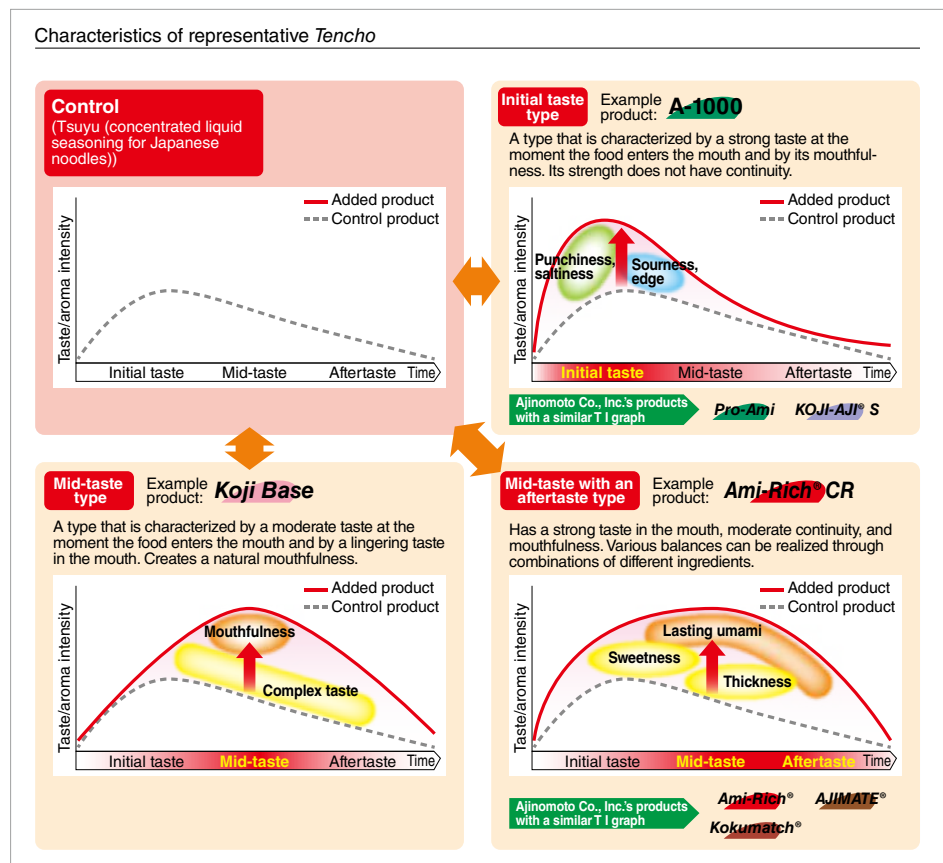 Characteristics of representative Tencho
Control
(Tsuyu (concentrated liquid
seasoning for Japanese
noodles))
Added product
Control product
Taste/aroma intensity
Initial taste Mid-taste Aftertaste Time
Initial taste
type
Example
product:
A-1000
A type that is characterized by a strong taste at the
moment the food enters the mouth and by its mouthful-
ness. Its strength does not have continuity.
Added product
Control product
Taste/aroma intensity
Punchiness,
saltiness
Sourness,
edge
Initial taste Mid-taste Aftertaste Time
Ajinomoto Co., Inc.'s products
with a similar T I graph
Pro-Ami KOJI-AJI® S
Mid-taste
type
Example
product:
Koji Base
A type that is characterized by a moderate taste at the
moment the food enters the mouth and by a lingering taste
in the mouth. Creates a natural mouthfulness.
Added product
Control product
Taste/aroma intensity
Mouthfulness
Complex taste
Initial taste Mid-taste Aftertaste Time
Mid-taste with an
aftertaste type
Example
product:
Ami-Rich® CR
Has a strong taste in the mouth, moderate continuity, and
mouthfulness. Various balances can be realized through
combinations of different ingredients.
Added product
Control product
Taste/aroma intensity
Lasting umami
Sweetness
Thickness
Initial taste Mid-taste Aftertaste Time
Ajinomoto Co., Inc.'s products
with a similar T I graph
Ami-Rich® AJIMATE®
Kokumatch®